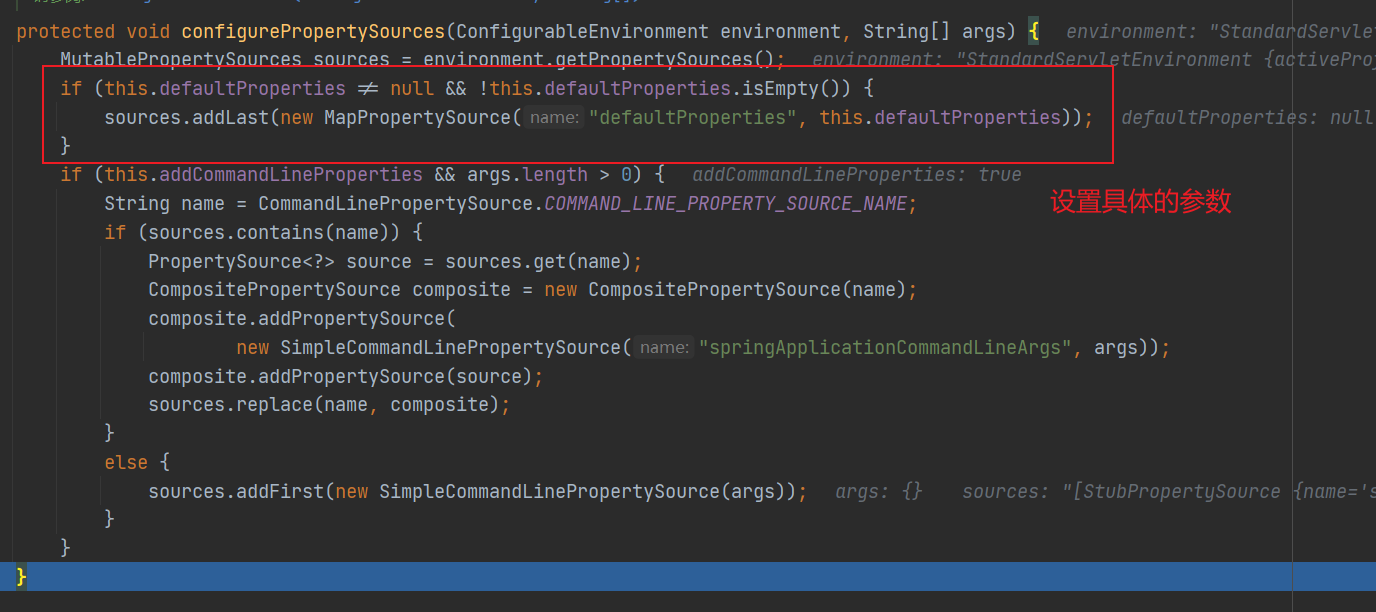 protected void configurePropertySources(ConfigurableEnvironment environment, String[] args) { environment: "StandardServlet
MutablePropertySources sources = environment.getPropertySources(); environment: "StandardServletEnvironment {activeProf
if (this.defaultProperties ≠ null && !this.defaultProperties.isEmpty()) {
sources.addLast(new MapPropertySource( name: "defaultProperties", this.defaultProperties)); defaultProperties: null
}
if (this.addCommandLineProperties && args.length > 0) { addCommandLineProperties: true
设置具体的参数
String name = CommandLinePropertySource.COMMAND_LINE_PROPERTY_SOURCE_NAME;
if (sources.contains(name)) {
PropertySource<?> source = sources.get(name);
CompositePropertySource composite = new CompositePropertySource(name);
composite.addPropertySource(
new SimpleCommandLinePropertySource( name: "springApplicationCommandLineArgs", args));
composite.addPropertySource(source);
sources.replace(name, composite);
}
else {
sources.addFirst(new SimpleCommandLinePropertySource(args)); args: {} sources: "[StubPropertySource {name='s
}
}
}